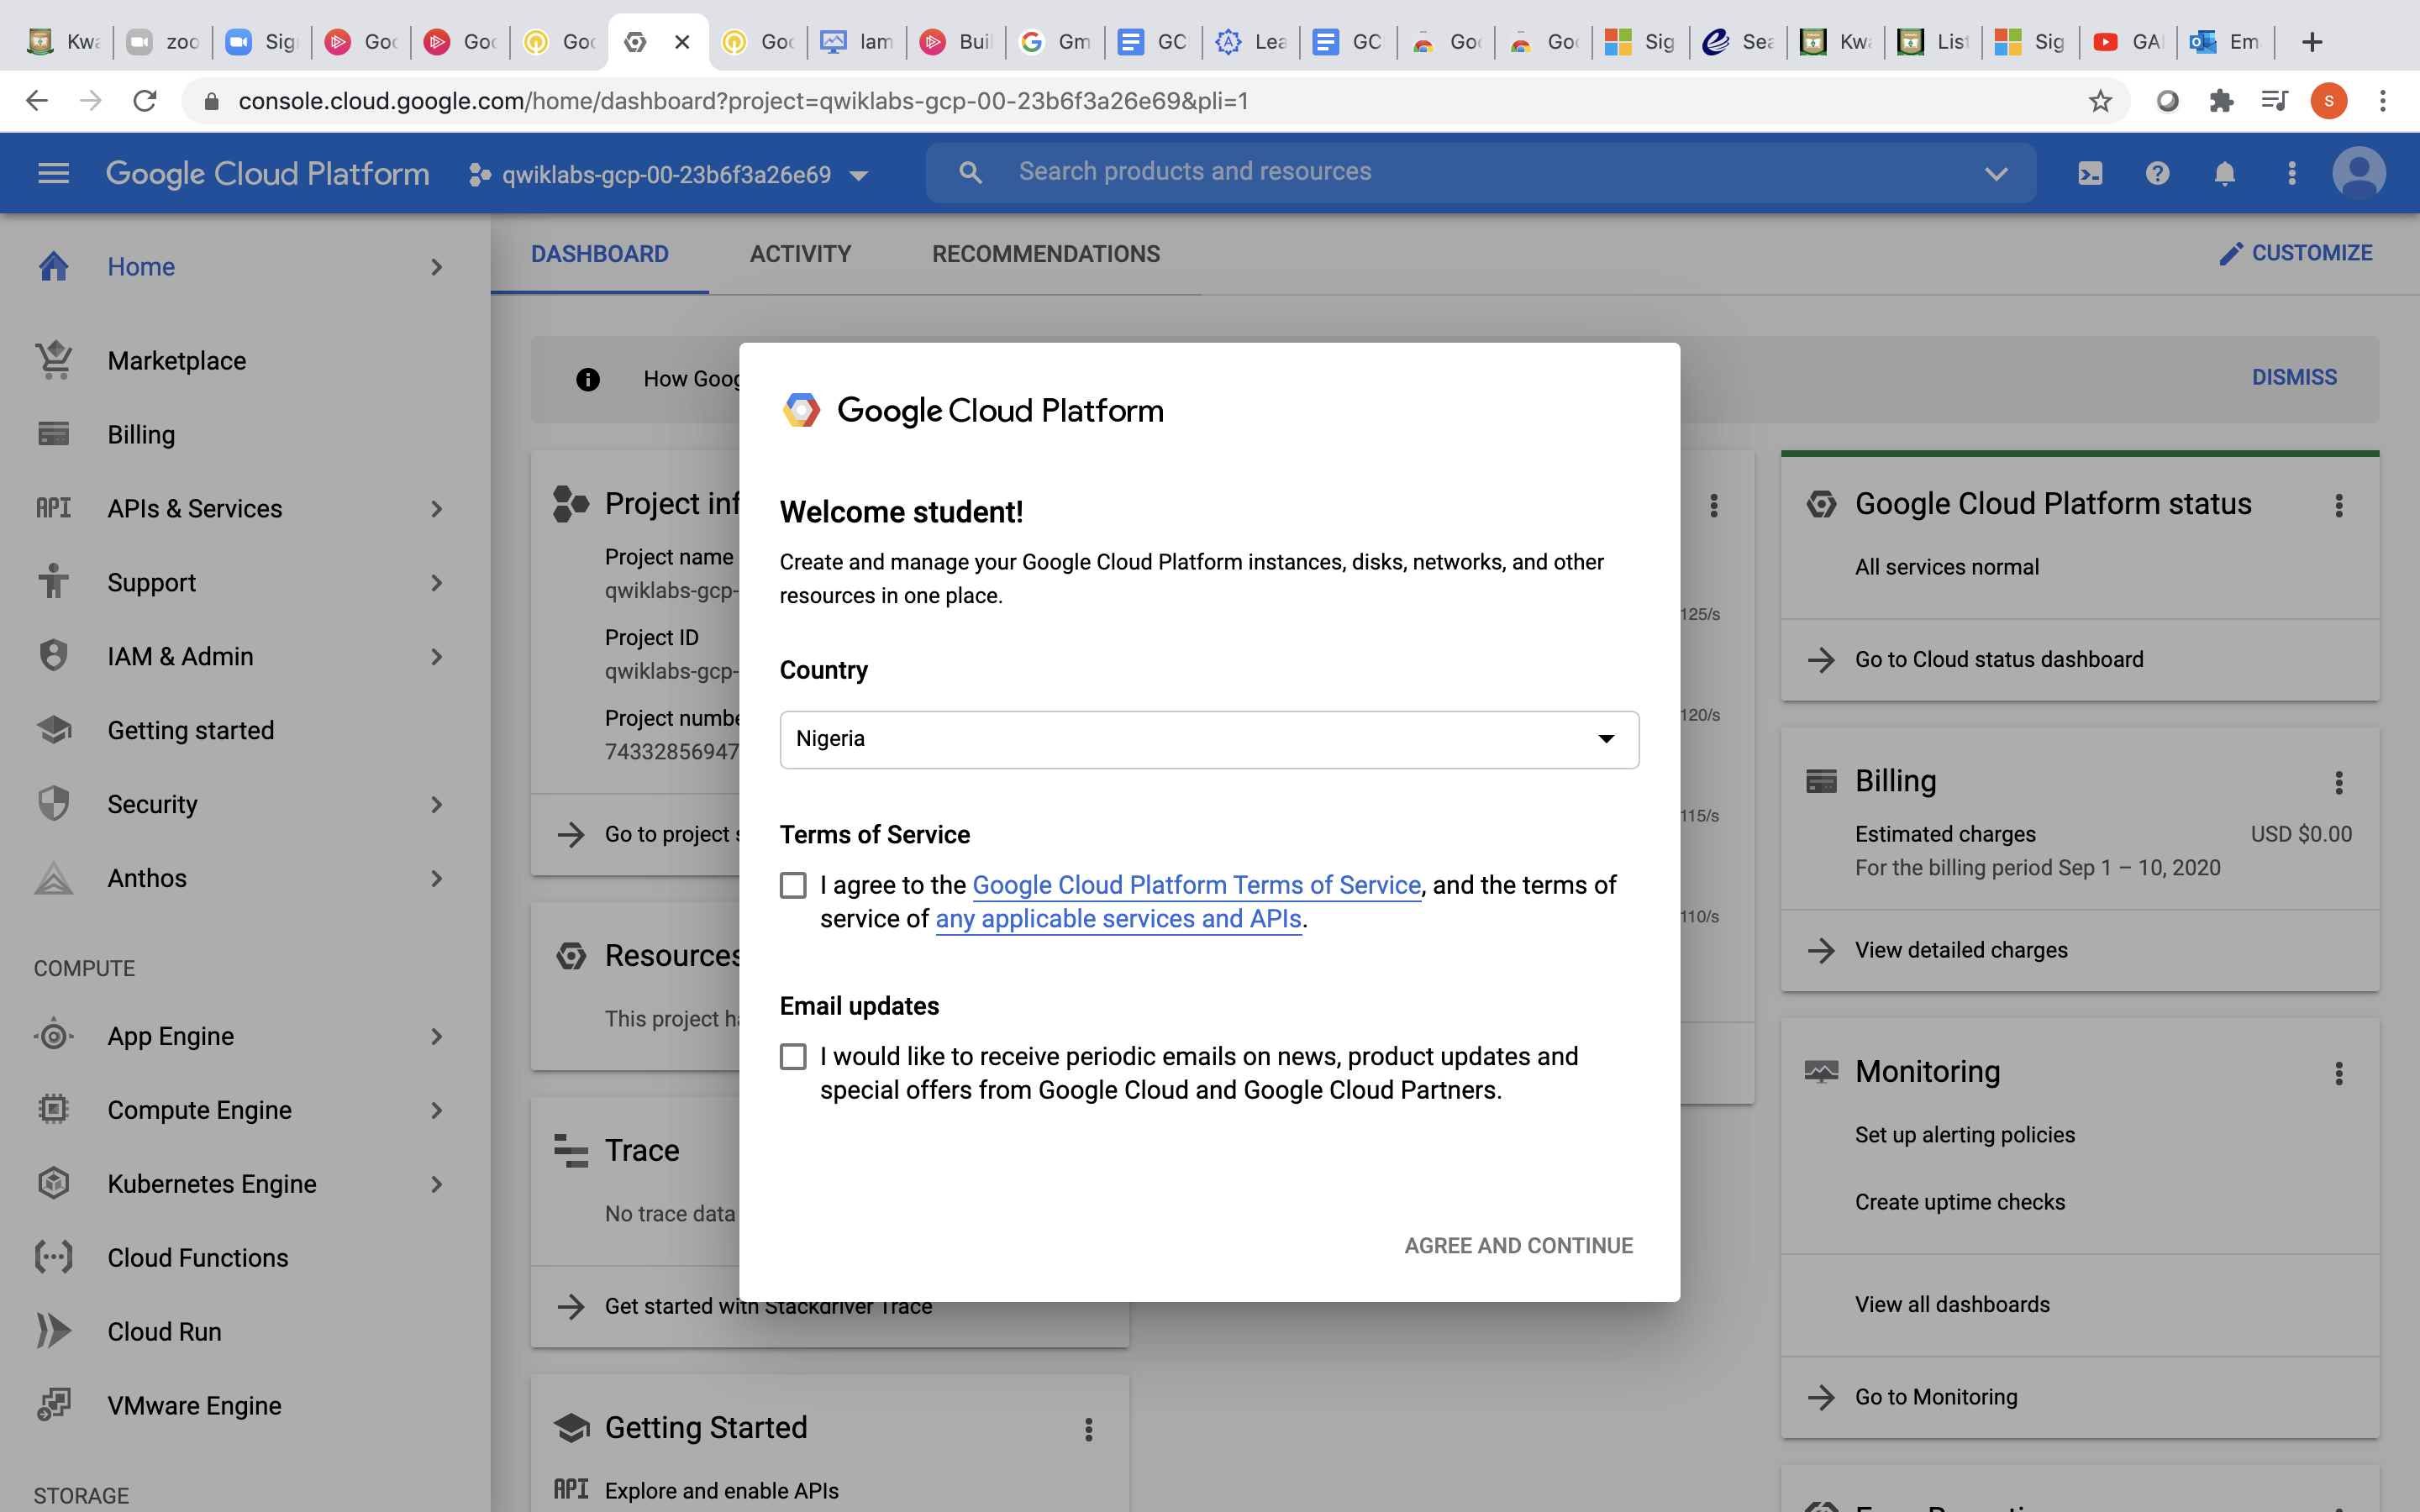 Kwa
zoo
Sig
Goo
Goo
Goo
Goo
Iam
Buil
Gm
GC
Lea
GC
Goo
Goo
Sig
Sea
Kwa
List
Sig
GA
Em
console.cloud.google.com/home/dashboard?project=qwiklabs-gcp-00-23b6f3a26e69&pli=1
S
Google Cloud Platform
qwiklabs-gcp-00-23b6f3a26e69
Search products and resources
Home
Marketplace
Billing
API
APIs & Services
Support
IAM & Admin
Getting started
Security
Anthos
COMPUTE
App Engine
Compute Engine
Kubernetes Engine
Cloud Functions
Cloud Run
VMware Engine
STORAGE
DASHBOARD
ACTIVITY
RECOMMENDATIONS
CUSTOMIZE
How Goog
DISMISS
Project inf
Project name
qwiklabs-gcp-
Project ID
qwiklabs-gcp-
Project numbe
74332856947
Go to project s
Resources
This project ha
Trace
No trace data
Get started with Stackdriver Trace
Getting Started
API
Explore and enable APIs
Google Cloud Platform
Welcome student!
Create and manage your Google Cloud Platform instances, disks, networks, and other
resources in one place.
Country
Nigeria
Terms of Service
I agree to the Google Cloud Platform Terms of Service, and the terms of
service of any applicable services and APIs.
Email updates
I would like to receive periodic emails on news, product updates and
special offers from Google Cloud and Google Cloud Partners.
AGREE AND CONTINUE
125/s
120/s
115/s
110/s
Google Cloud Platform status
All services normal
Go to Cloud status dashboard
Billing
Estimated charges
USD $0.00
For the billing period Sep 1 – 10, 2020
View detailed charges
Monitoring
Set up alerting policies
Create uptime checks
View all dashboards
Go to Monitoring